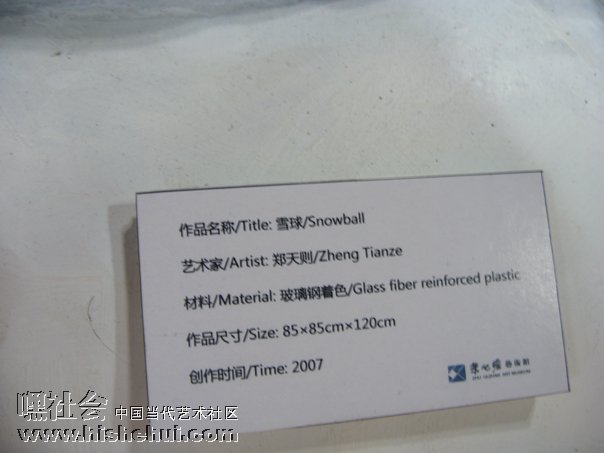 作品名称/Title: 雪球/Snowball
艺术家/Artist: 郑天则/Zheng Tianze
材料/Material: 玻璃钢着色/Glass fiber reinforced plastic
作品尺寸/Size: 85×85cm×120cm
创作时间/Time: 2007
嘿社会 中国当代艺术社区
www.hishehui.com